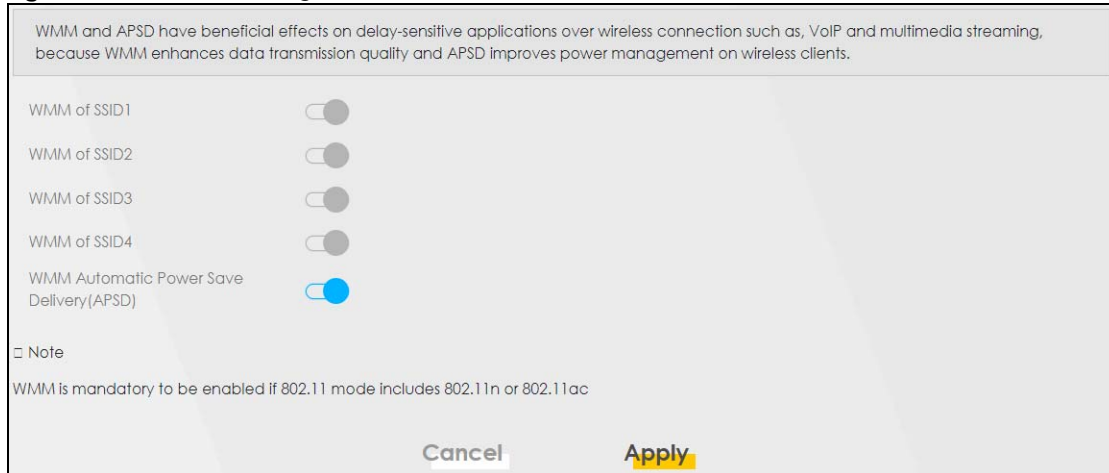 WMM and APSD have beneficial effects on delay-sensitive applications over wireless connection such as, VoIP and multimedia streaming,
because WMM enhances data transmission quality and APSD improves power management on wireless clients.
WMM of SSID1
WMM of SSID2
WMM of SSID3
WMM of SSID4
WMM Automatic Power Save
Delivery(APSD)
□ Note
WMM is mandatory to be enabled if 802.11 mode includes 802.11n or 802.11ac
Cancel Apply